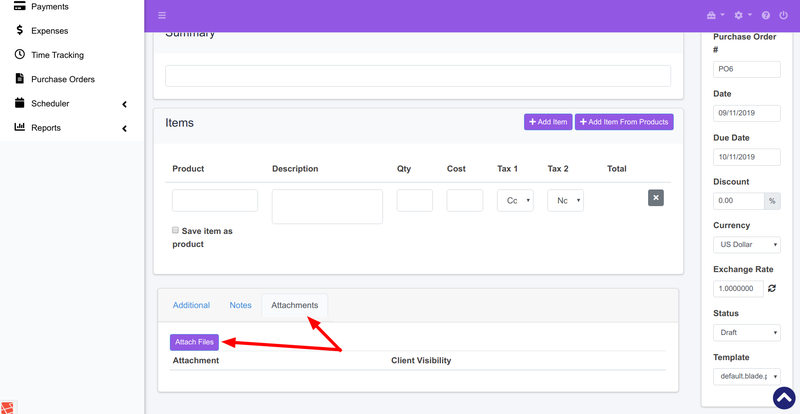 Payments
Expenses
Time Tracking
Purchase Orders
Scheduler
Reports
Summary
Items
Add Item
Add Item From Products
Product Description Qty Cost Tax 1 Tax 2 Total
Cc
Nc
Save item as
product
Additional Notes Attachments
Attach Files
Attachment Client Visibility
Purchase Order
#
PO6
Date
09/11/2019
Due Date
10/11/2019
Discount
0.00 %
Currency
US Dollar
Exchange Rate
1.0000000
Status
Draft
Template
default.blade.p